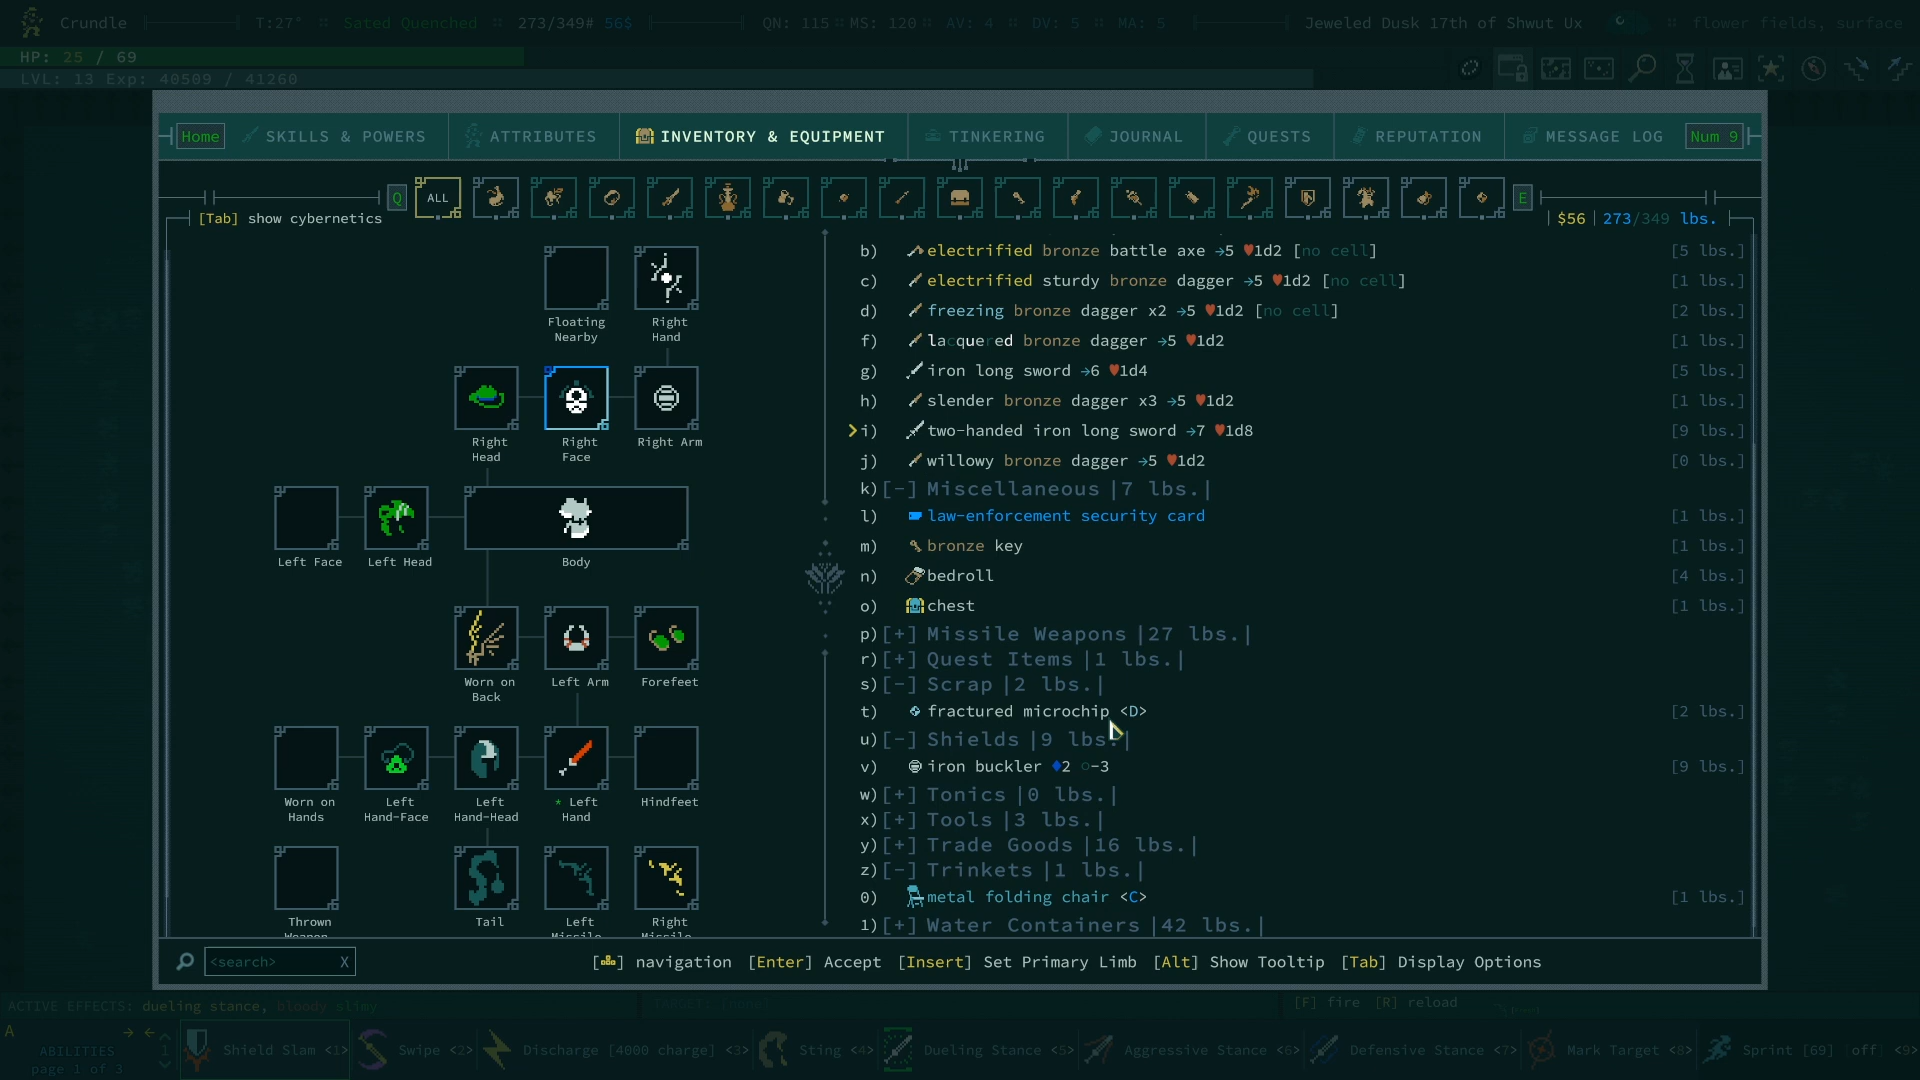 Crundle T:27° Sated Quenched 273/349# 56$ QN: 115 MS: 120 AV: 4 DV: 5 MA: 5 Jeweled Dusk 17th of Shwut Ux flower fields, surface
HP: 25 / 69
LVL: 13 Exp: 40509 / 41260
Home SKILLS & POWERS ATTRIBUTES INVENTORY & EQUIPMENT TINKERING JOURNAL QUESTS REPUTATION MESSAGE LOG Num 9
Q ALL E
[Tab] show cybernetics
$56 273/349 lbs.
Floating Nearby
Right Hand
Right Head
Right Face
Right Arm
Left Face
Left Head
Body
Worn on Back
Left Arm
Forefeet
Worn on Hands
Left Hand-Face
Left Hand-Head
* Left Hand
Hindfeet
Thrown Weapon
Tail
Left Missile
Right Missile
b) electrified bronze battle axe →5 ♥1d2 [no cell] [5 lbs.]
c) electrified sturdy bronze dagger →5 ♥1d2 [no cell] [1 lbs.]
d) freezing bronze dagger x2 →5 ♥1d2 [no cell] [2 lbs.]
f) lacquered bronze dagger →5 ♥1d2 [1 lbs.]
g) iron long sword →6 ♥1d4 [5 lbs.]
h) slender bronze dagger x3 →5 ♥1d2 [1 lbs.]
> i) two-handed iron long sword →7 ♥1d8 [9 lbs.]
j) willowy bronze dagger →5 ♥1d2 [0 lbs.]
k) [-] Miscellaneous |7 lbs.|
l) law-enforcement security card [1 lbs.]
m) bronze key [1 lbs.]
n) bedroll [4 lbs.]
o) chest [1 lbs.]
p) [+] Missile Weapons |27 lbs.|
r) [+] Quest Items |1 lbs.|
s) [-] Scrap |2 lbs.|
t) fractured microchip <D> [2 lbs.]
u) [-] Shields |9 lbs.|
v) iron buckler ♦2 ○-3 [9 lbs.]
w) [+] Tonics |0 lbs.|
x) [+] Tools |3 lbs.|
y) [+] Trade Goods |16 lbs.|
z) [-] Trinkets |1 lbs.|
0) metal folding chair <C> [1 lbs.]
1) [+] Water Containers |42 lbs.|
<search> X [] navigation [Enter] Accept [Insert] Set Primary Limb [Alt] Show Tooltip [Tab] Display Options
ACTIVE EFFECTS: dueling stance, bloody slimy TARGET: [none] [F] fire [R] reload
A → ← 1
ABILITIES
page 1 of 3
Shield Slam <1> Swipe <2> Discharge [4000 charge] <3> Sting <4> Dueling Stance <5> Aggressive Stance <6> Defensive Stance <7> Mark Target <8> Sprint [69] [off] <9>